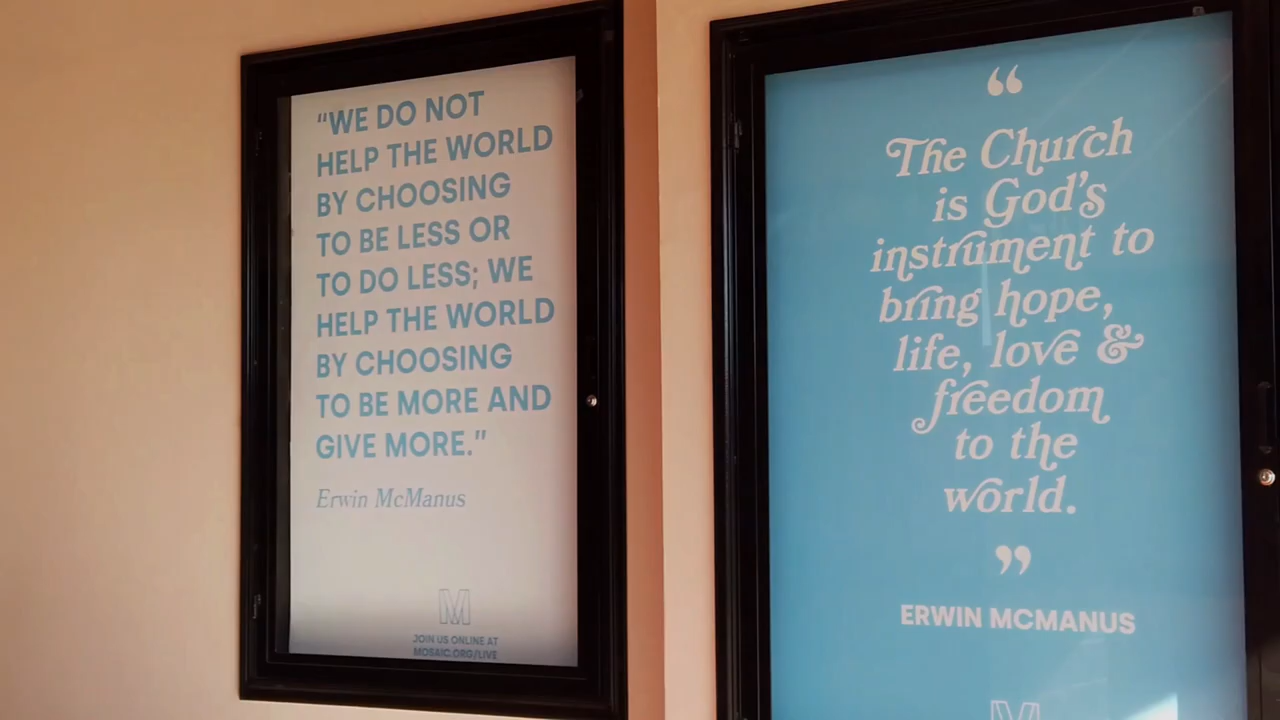 “WE DO NOT
HELP THE WORLD
BY CHOOSING
TO BE LESS OR
TO DO LESS; WE
HELP THE WORLD
BY CHOOSING
TO BE MORE AND
GIVE MORE.”
Erwin McManus
M
JOIN US ONLINE AT
MOSAIC.ORG/LIVE
“
The Church
is God’s
instrument to
bring hope,
life, love &
freedom
to the
world.
”
ERWIN MCMANUS
M